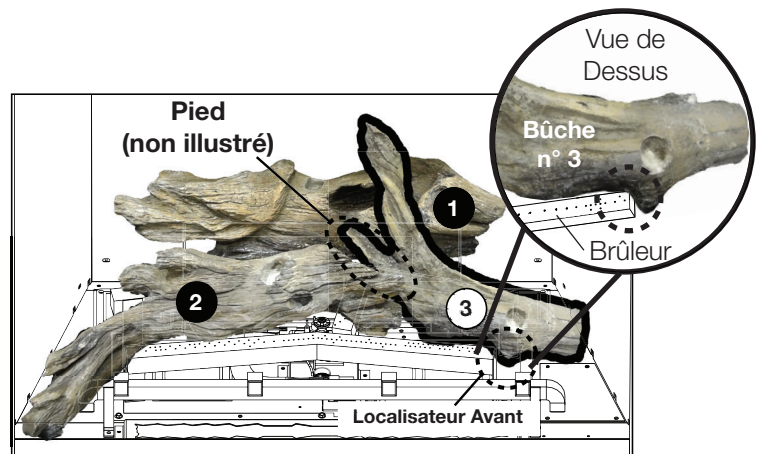 Vue de
Dessus
Pied
(non illustré)
Bûche
n° 3
1
Brûleur
2
3
Localisateur Avant